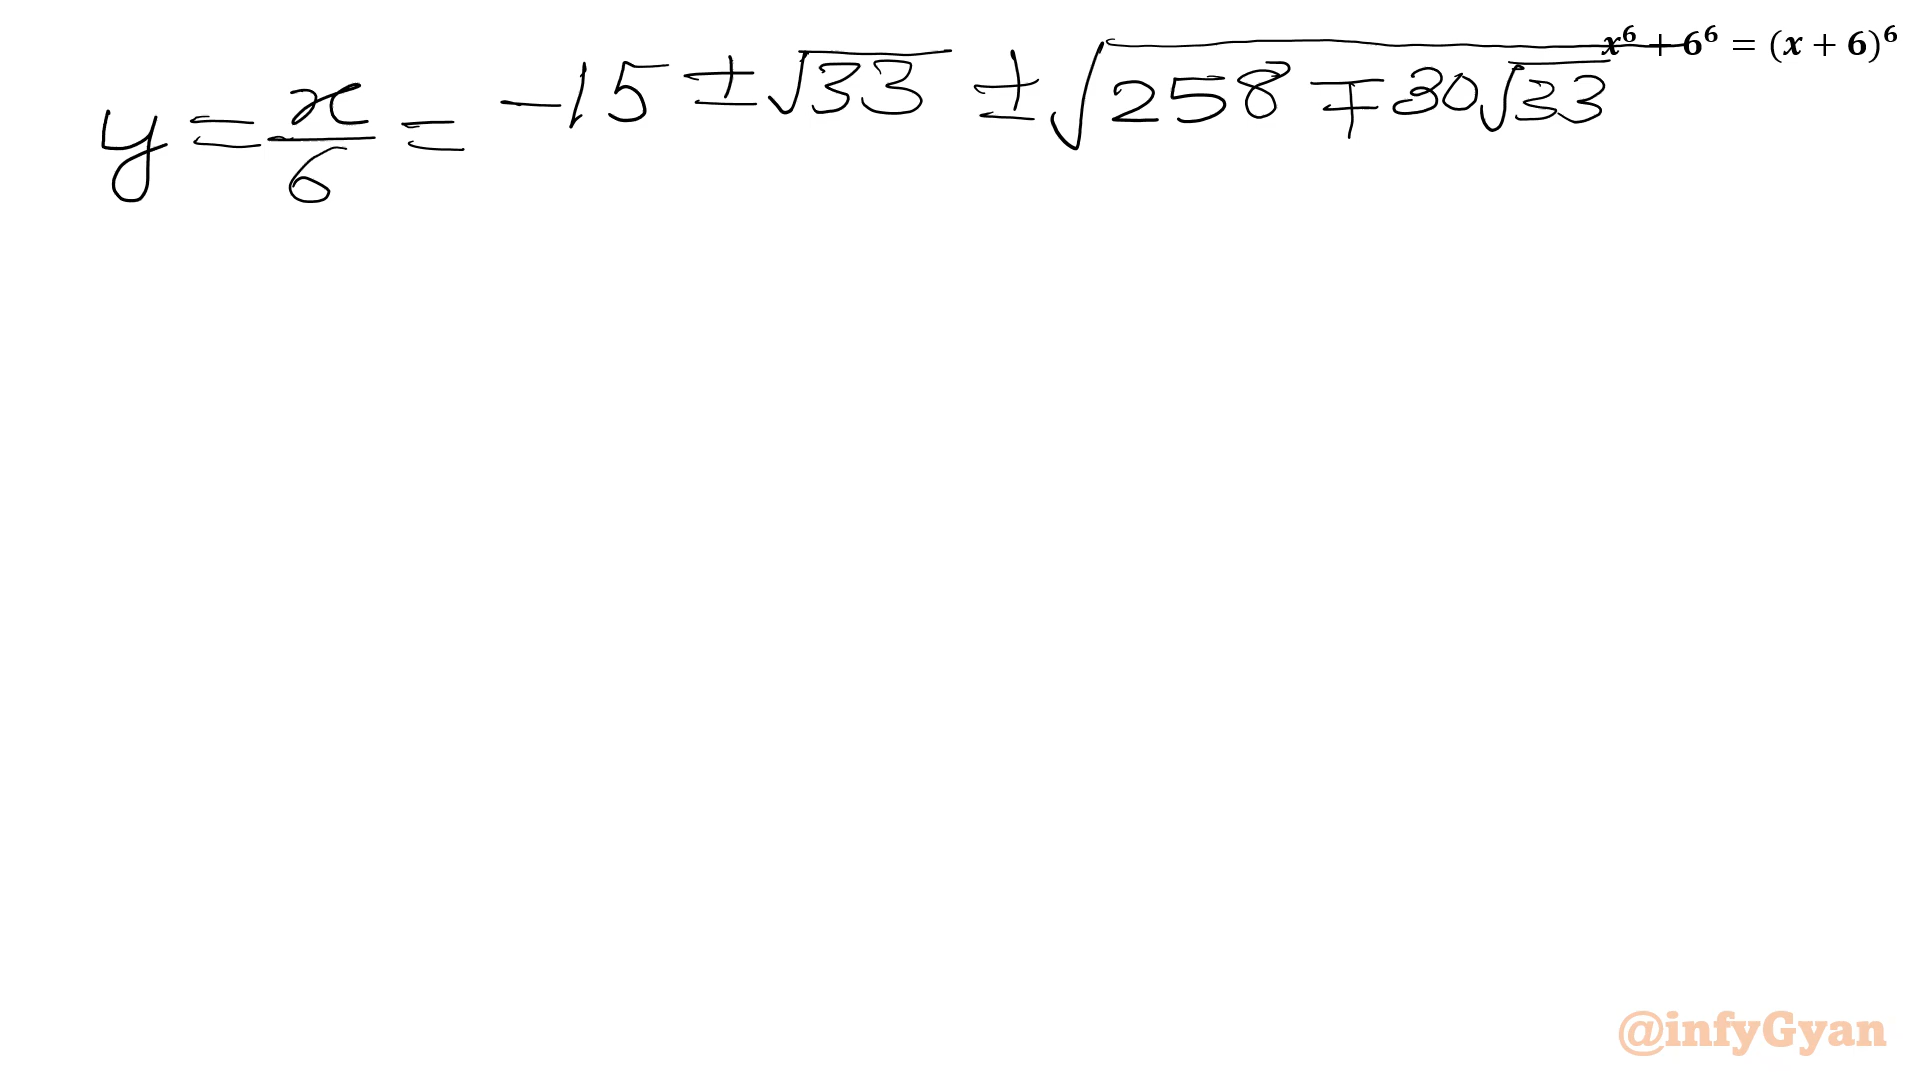 x⁶ + 6⁶ = (x + 6)⁶
y = x/6 = -15 ± √33 ± √(258 ∓ 30√33)
@infyGyan